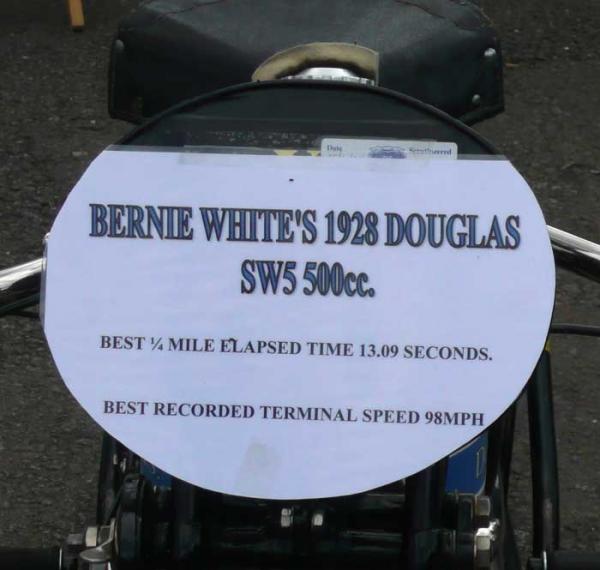 Date
BERNIE WHITE'S 1928 DOUGLAS
SW5 500cc.
BEST ¼ MILE ELAPSED TIME 13.09 SECONDS.
BEST RECORDED TERMINAL SPEED 98MPH